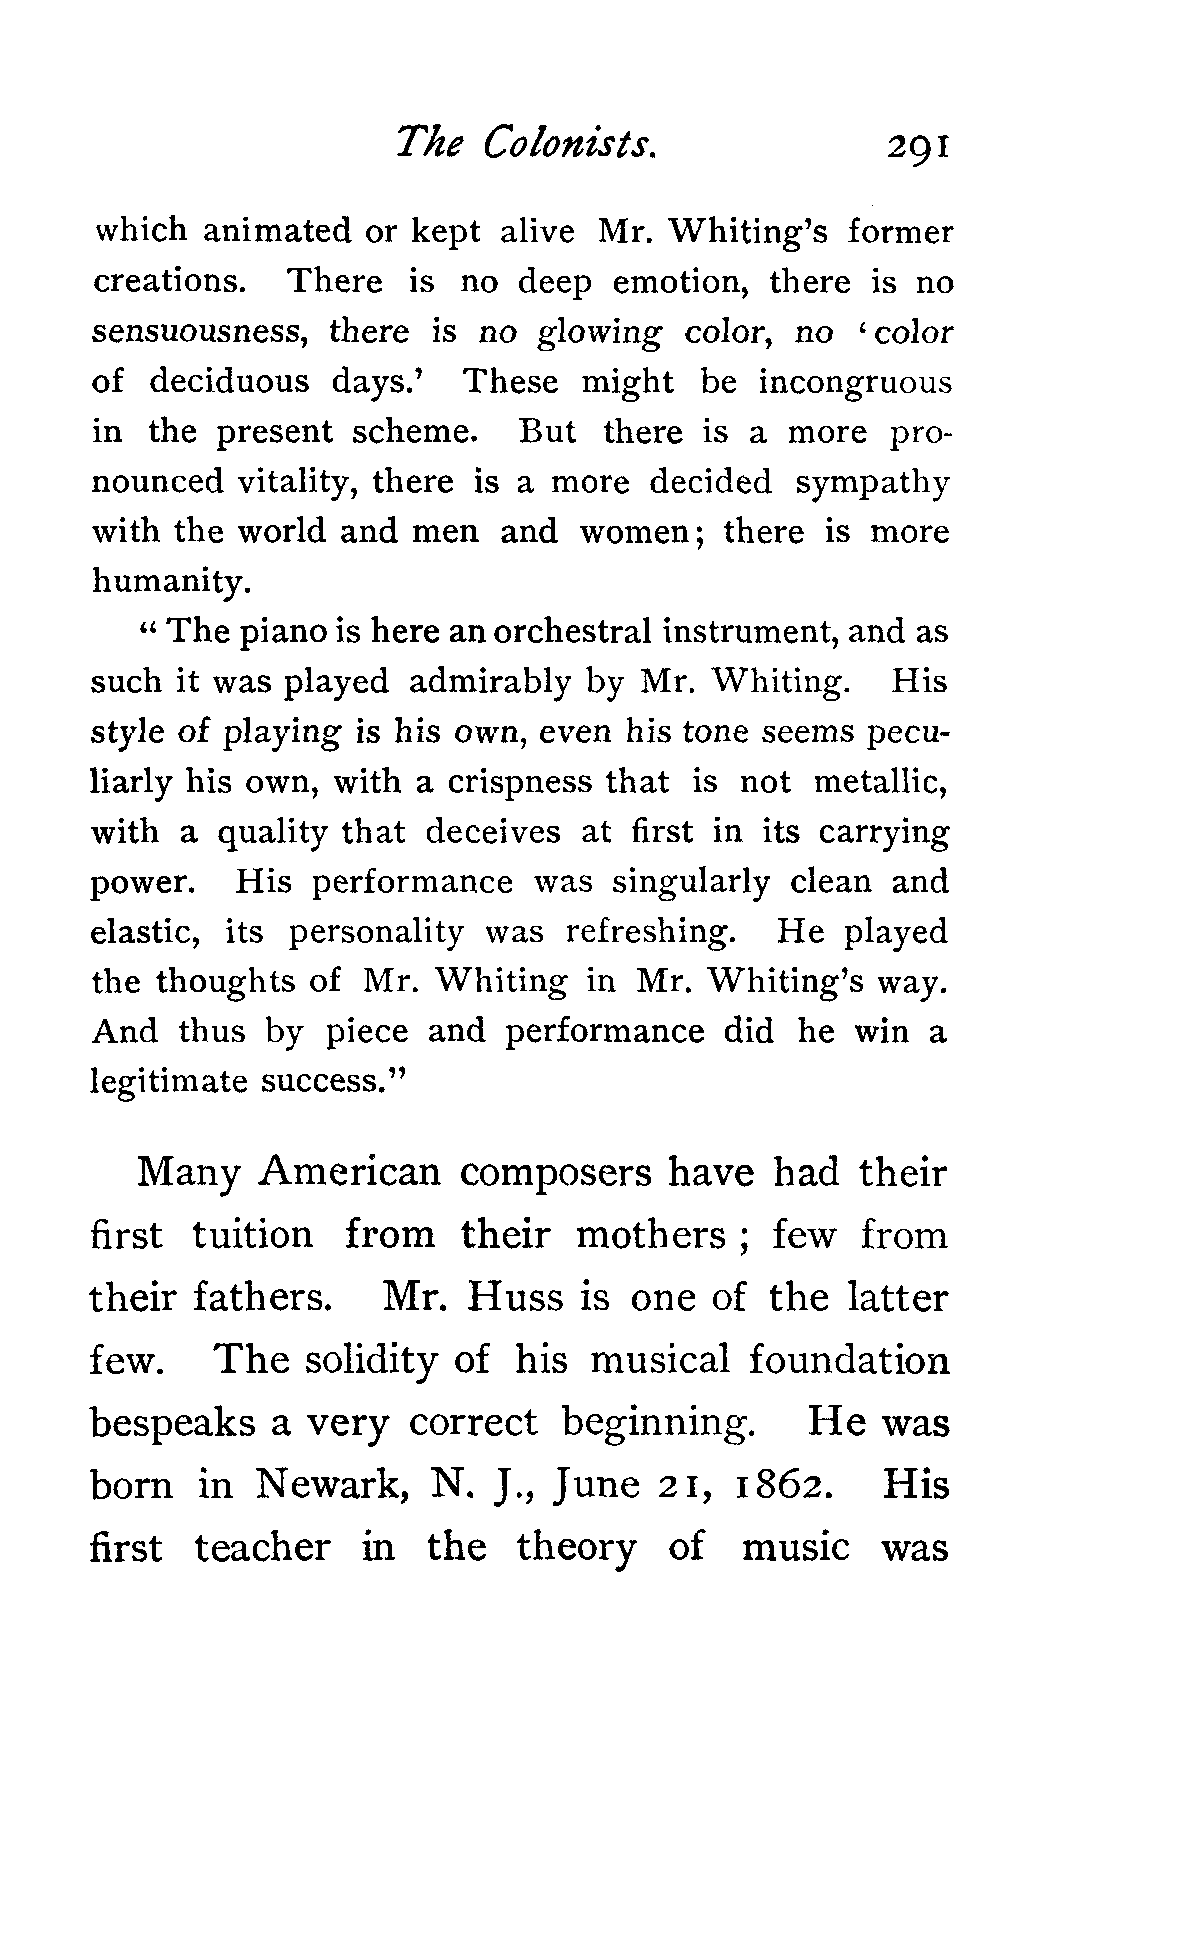 The Colonists. 291
which animated or kept alive Mr. Whiting's former
creations. There is no deep emotion, there is no
sensuousness, there is no glowing color, no ‘color
of deciduous days.’ These might be incongruous
in the present scheme. But there is a more pro-
nounced vitality, there is a more decided sympathy
with the world and men and women; there is more
humanity.
“The piano is here an orchestral instrument, and as
such it was played admirably by Mr. Whiting. His
style of playing is his own, even his tone seems pecu-
liarly his own, with a crispness that is not metallic,
with a quality that deceives at first in its carrying
power. His performance was singularly clean and
elastic, its personality was refreshing. He played
the thoughts of Mr. Whiting in Mr. Whiting's way.
And thus by piece and performance did he win a
legitimate success.”
Many American composers have had their
first tuition from their mothers; few from
their fathers. Mr. Huss is one of the latter
few. The solidity of his musical foundation
bespeaks a very correct beginning. He was
born in Newark, N. J., June 21, 1862. His
first teacher in the theory of music was